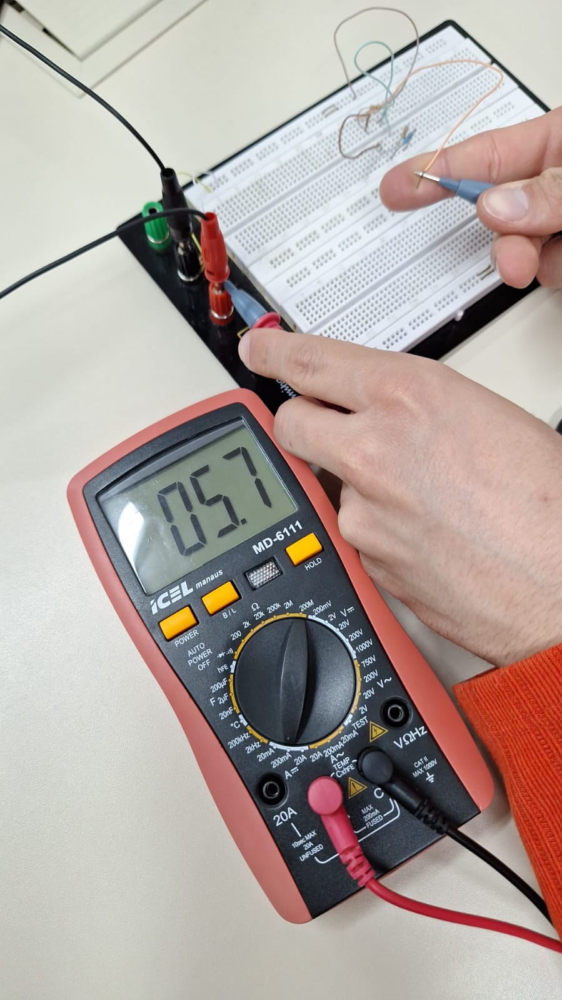 05.7
MD-6111
HOLD
iCEL manaus
B / L
POWER
AUTO
POWER
OFF
Ω
200
2k
20k
200k
2M
200M
200mV
V⎓
2V
20V
200V
1000V
750V
200V
V~
20V
2V
TEST
20mA
200mA
A~
20A
20A
200mA
A⎓
20mA
2kHz
200kHz
°C
20nF
F
2µF
200µF
hFE
TEMP
CxhFE
VΩHz
CAT II
MAX 1000V
C
MAX
200mA
FUSED
20A
10sec MAX
20A
UNFUSED